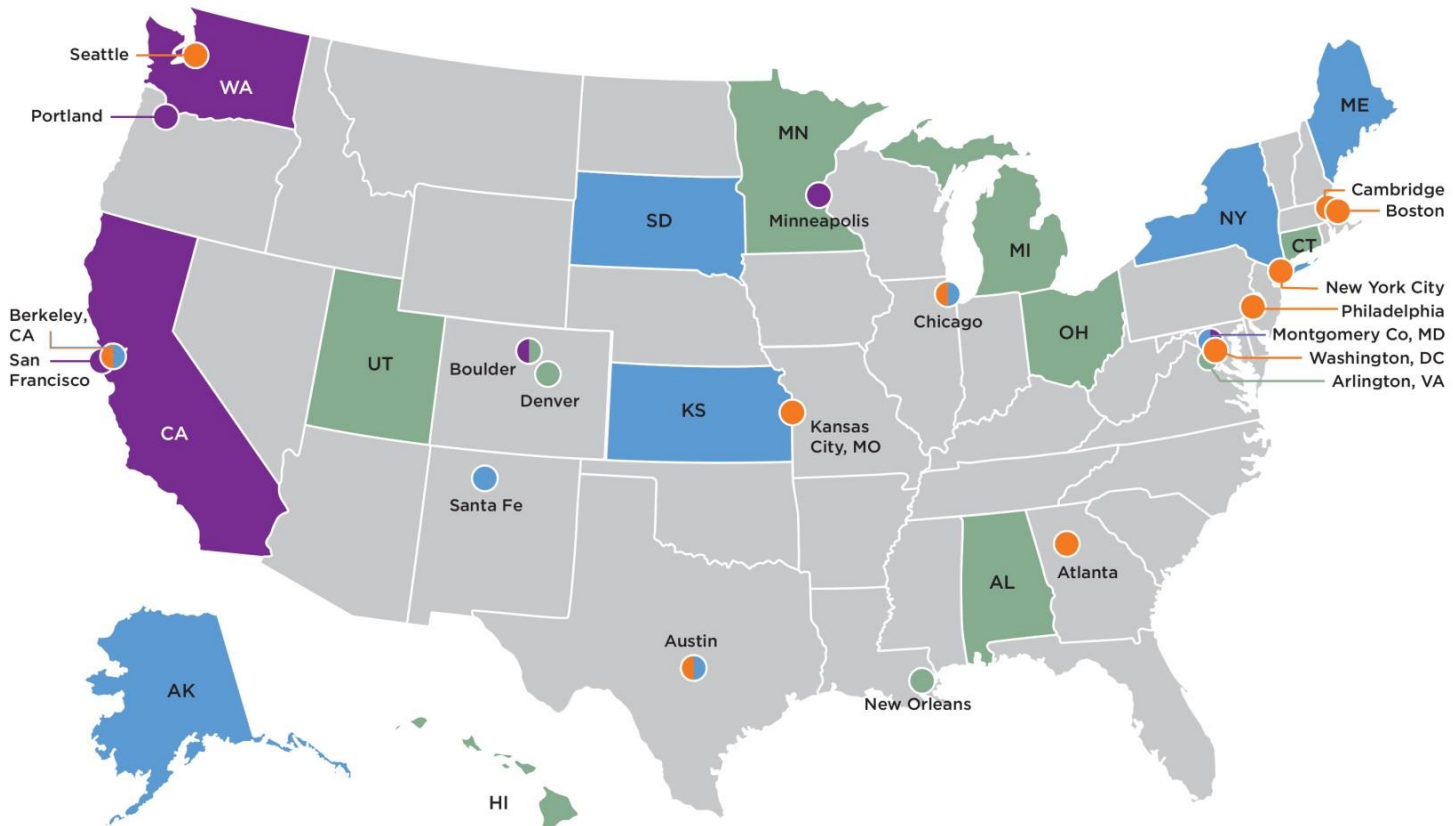 Seattle
WA
Portland
MN
ME
Cambridge
Boston
SD
Minneapolis
NY
MI
CT
New York City
Philadelphia
Berkeley,
CA
San
Francisco
Chicago
OH
Montgomery Co, MD
Washington, DC
Arlington, VA
UT
Boulder
Denver
KS
Kansas
City, MO
CA
Santa Fe
Atlanta
AL
Austin
New Orleans
AK
HI